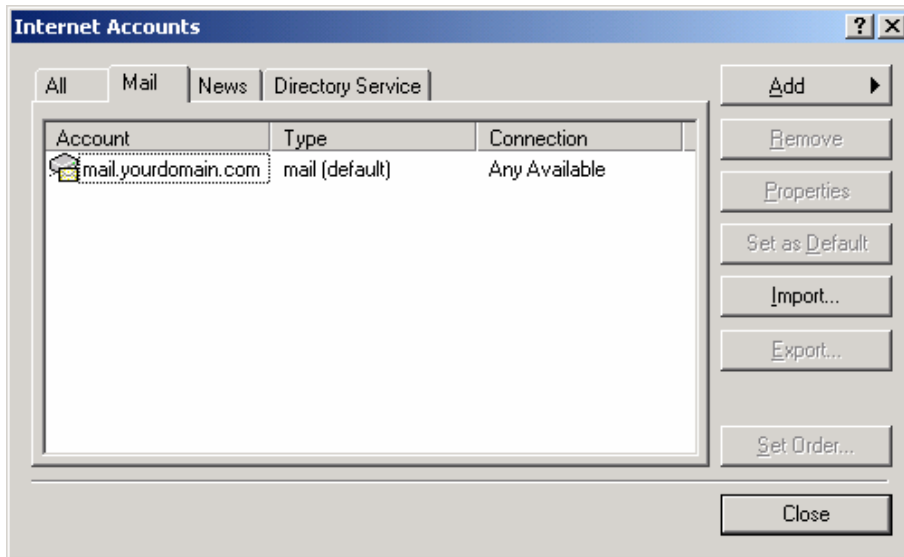 Internet Accounts
All Mail News Directory Service
Account Type Connection
mail.yourdomain.com mail (default) Any Available
Add
Remove
Properties
Set as Default
Import...
Export...
Set Order...
Close